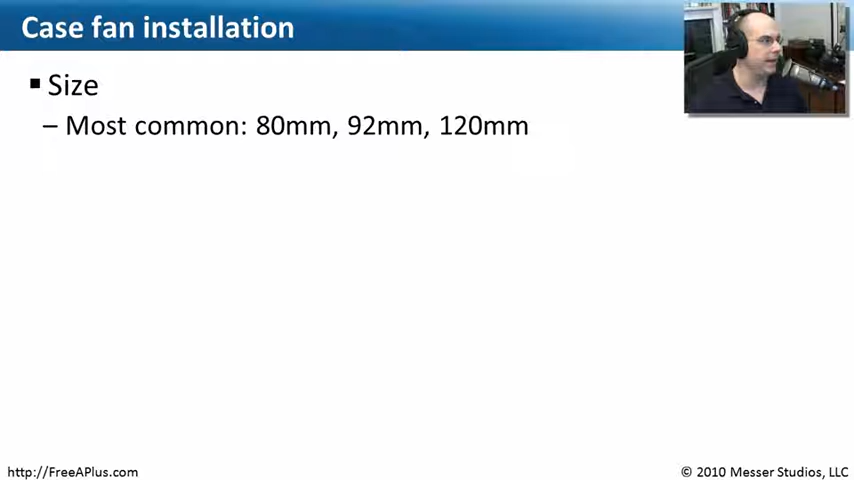 Case fan installation
▪ Size
– Most common: 80mm, 92mm, 120mm
http://FreeAPlus.com
© 2010 Messer Studios, LLC